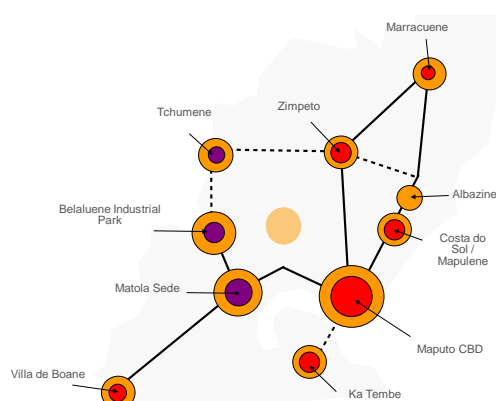 Marracuene
Zimpeto
Tchumene
Albazine
Belaluene Industrial
Park
Costa do
Sol /
Mapulene
Matola Sede
Maputo CBD
Villa de Boane
Ka Tembe